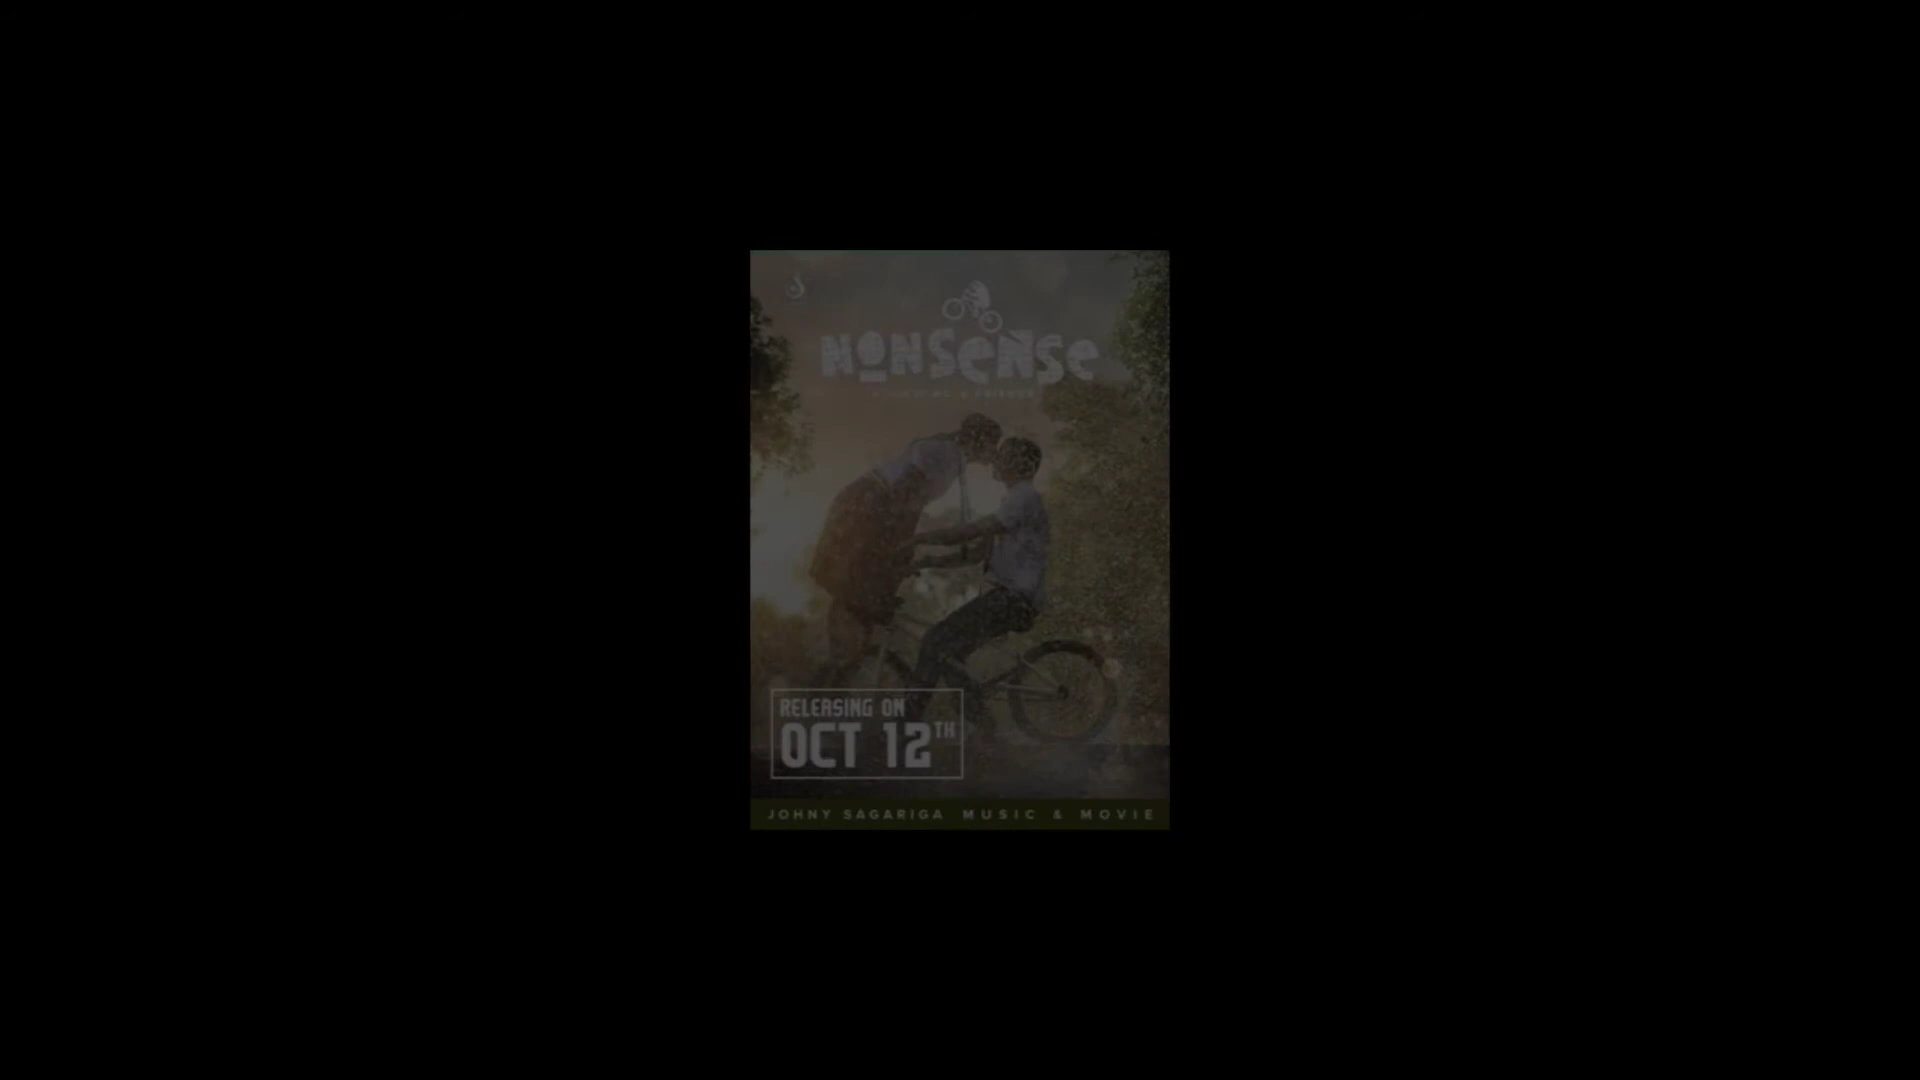 NONSENSE
RELEASING ON
OCT 12TH
JOHNY SAGARIGA MUSIC & MOVIE